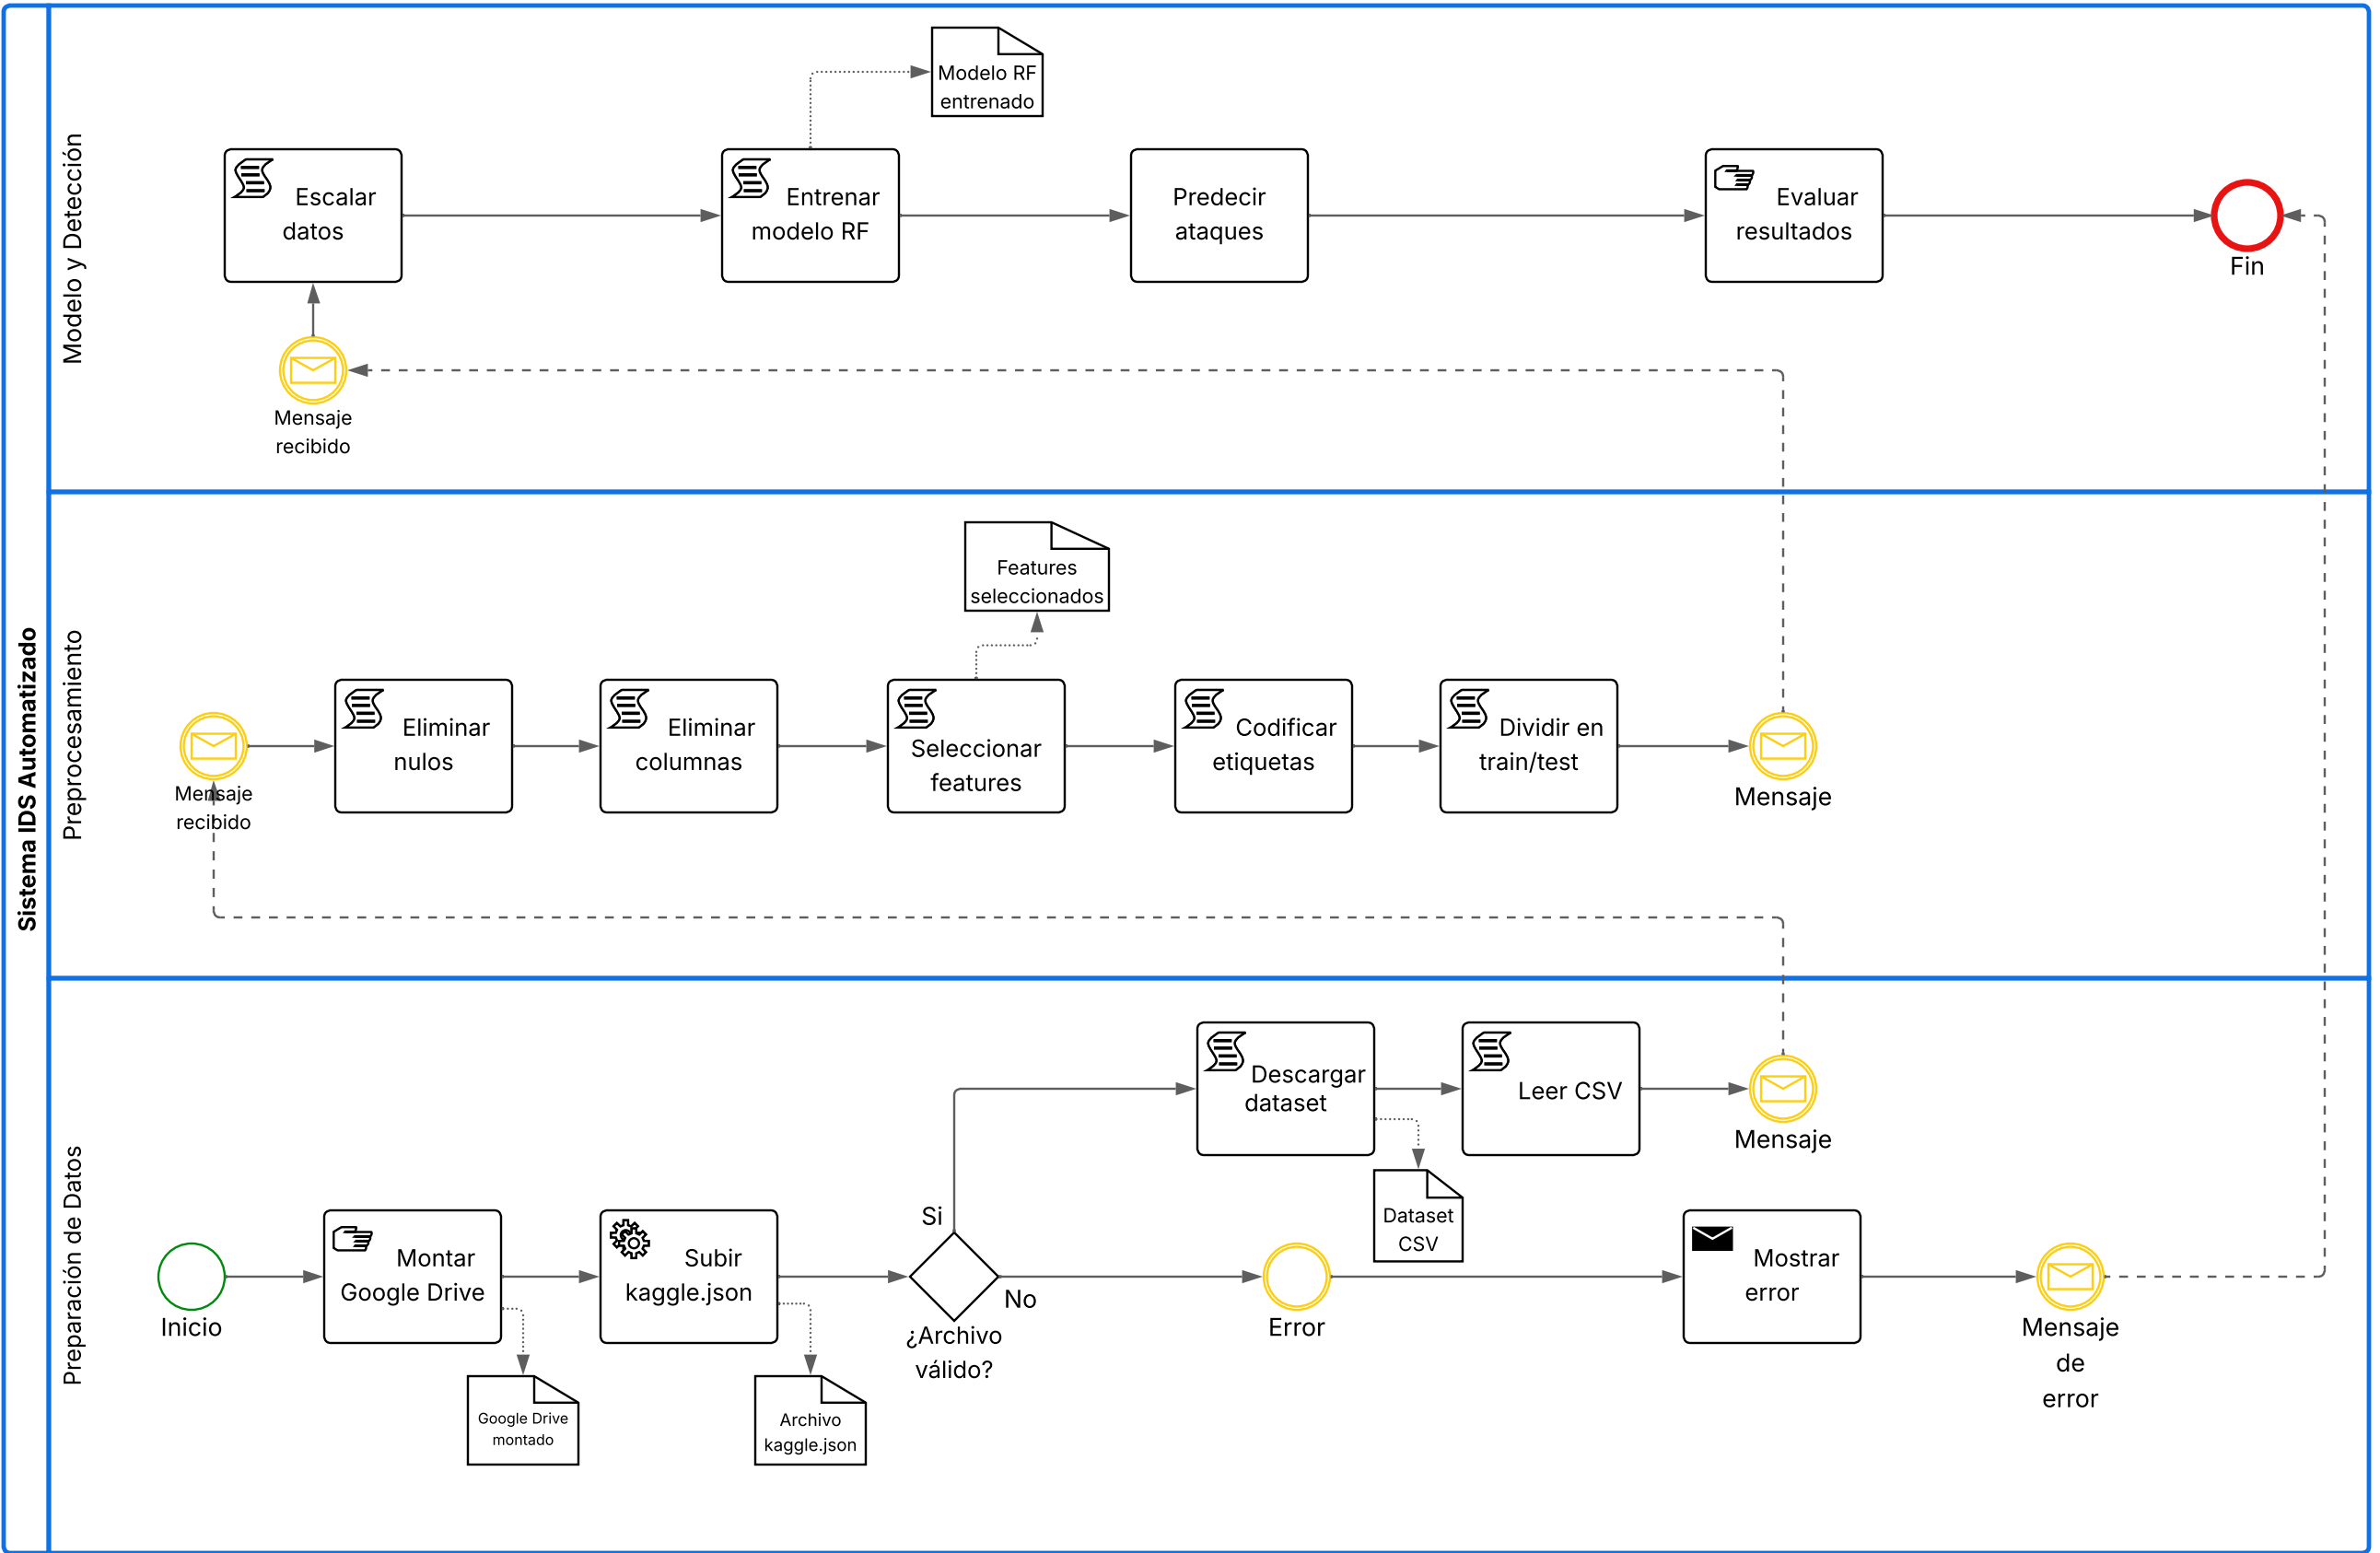 Sistema IDS Automatizado
Modelo y Detección
Modelo RF
entrenado
Escalar
datos
Entrenar
modelo RF
Predecir
ataques
Evaluar
resultados
Fin
Mensaje
recibido
Preprocesamiento
Features
seleccionados
Mensaje
recibido
Eliminar
nulos
Eliminar
columnas
Seleccionar
features
Codificar
etiquetas
Dividir en
train/test
Mensaje
Preparación de Datos
Descargar
dataset
Leer CSV
Mensaje
Dataset
CSV
Inicio
Montar
Google Drive
Google Drive
montado
Subir
kaggle.json
Archivo
kaggle.json
Si
No
¿Archivo
válido?
Error
Mostrar
error
Mensaje
de
error